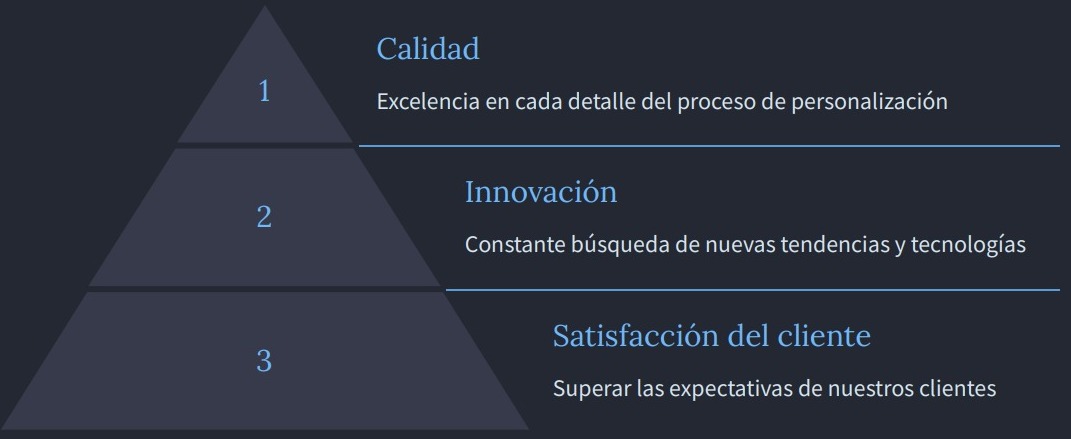 1
Calidad
Excelencia en cada detalle del proceso de personalización
2
Innovación
Constante búsqueda de nuevas tendencias y tecnologías
3
Satisfacción del cliente
Superar las expectativas de nuestros clientes